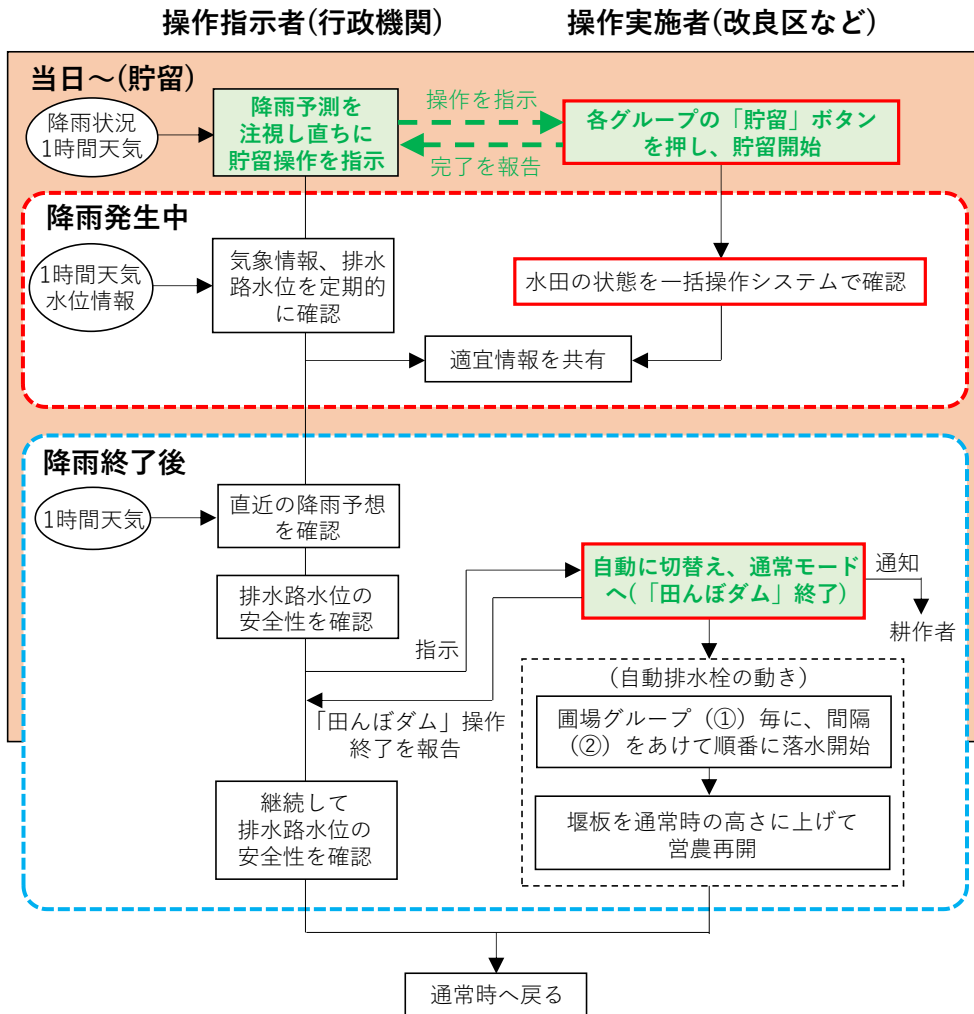 操作指示者(行政機関)
操作実施者(改良区など)
当日～(貯留)
降雨状況
1時間天気
降雨予測を
注視し直ちに
貯留操作を指示
操作を指示
完了を報告
各グループの「貯留」ボタン
を押し、貯留開始
降雨発生中
1時間天気
水位情報
気象情報、排水
路水位を定期的
に確認
水田の状態を一括操作システムで確認
適宜情報を共有
降雨終了後
1時間天気
直近の降雨予想
を確認
排水路水位の
安全性を確認
指示
自動に切替え、通常モード
へ(「田んぼダム」終了)
通知
耕作者
「田んぼダム」操作
終了を報告
(自動排水栓の動き)
圃場グループ（①）毎に、間隔
（②）をあけて順番に落水開始
堰板を通常時の高さに上げて
営農再開
継続して
排水路水位の
安全性を確認
通常時へ戻る